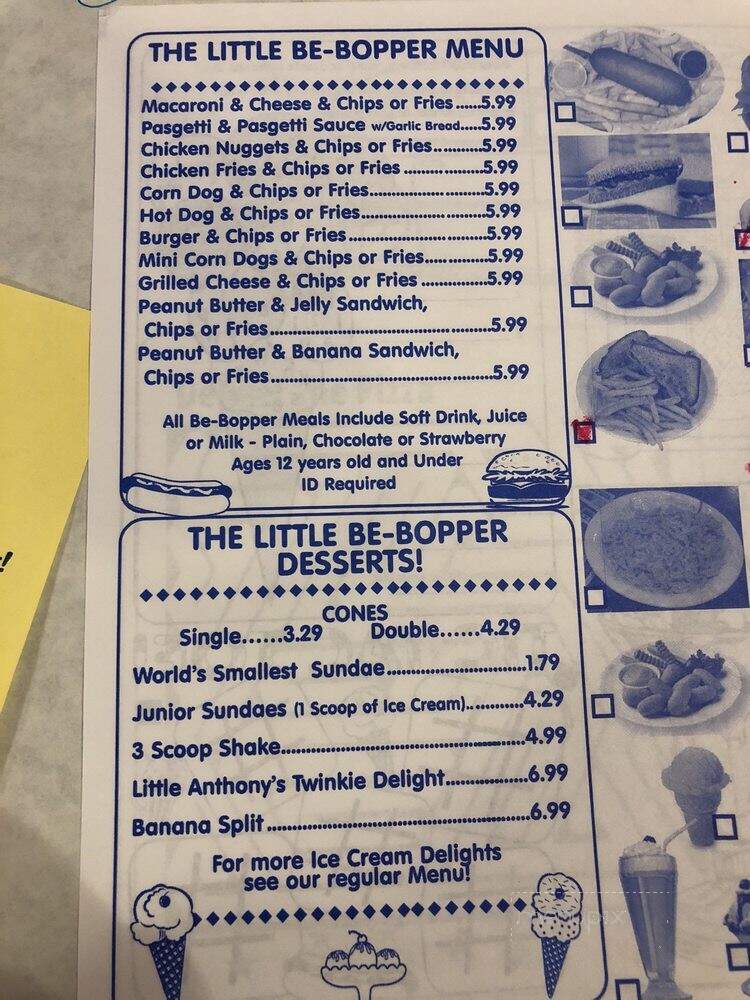 THE LITTLE BE-BOPPER MENU
Macaroni & Cheese & Chips or Fries......5.99
Pasgetti & Pasgetti Sauce w/Garlic Bread.....5.99
Chicken Nuggets & Chips or Fries..........5.99
Chicken Fries & Chips or Fries ................5.99
Corn Dog & Chips or Fries.......................5.99
Hot Dog & Chips or Fries.........................5.99
Burger & Chips or Fries...........................5.99
Mini Corn Dogs & Chips or Fries.............5.99
Grilled Cheese & Chips or Fries .............5.99
Peanut Butter & Jelly Sandwich,
Chips or Fries............................................5.99
Peanut Butter & Banana Sandwich,
Chips or Fries............................................5.99
All Be-Bopper Meals Include Soft Drink, Juice
or Milk - Plain, Chocolate or Strawberry
Ages 12 years old and Under
ID Required
THE LITTLE BE-BOPPER
DESSERTS!
CONES
Single......3.29 Double......4.29
World's Smallest Sundae...........................1.79
Junior Sundaes (1 Scoop of Ice Cream)............4.29
3 Scoop Shake................................................4.99
Little Anthony's Twinkie Delight................6.99
Banana Split...................................................6.99
For more Ice Cream Delights
see our regular Menu!